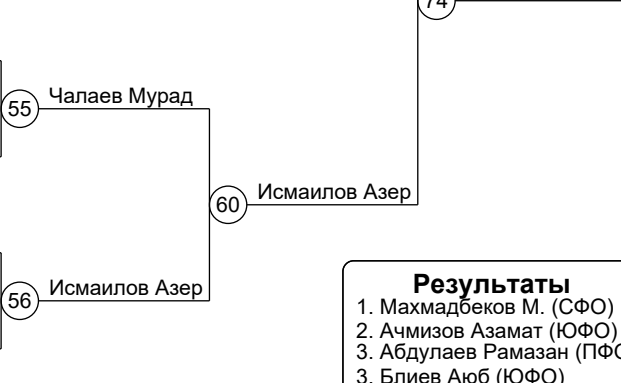 74
55 Чалаев Мурад
60 Исмаилов Азер
56 Исмаилов Азер
Результаты
1. Махмадбеков М. (СФО)
2. Ачмизов Азамат (ЮФО)
3. Абдулаев Рамазан (ПФО
3. Блиев Аюб (ЮФО)